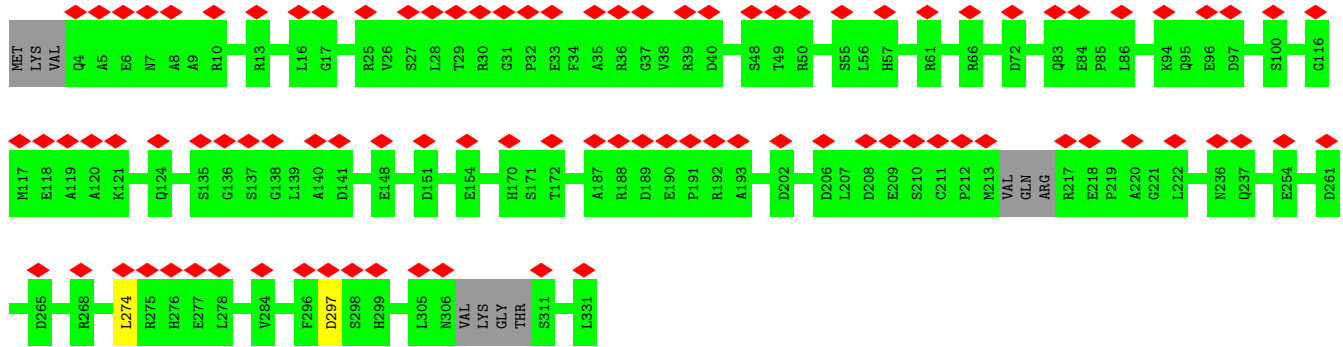 MET LYS VAL Q4 A5 E6 N7 A8 A9 R10 R13 L16 G17 R25 V26 S27 L28 T29 R30 G31 P32 E33 F34 A35 R36 G37 V38 R39 D40 S48 T49 R50 S55 L56 H57 R61 R66 D72 Q83 E84 P85 L86 K94 Q95 E96 D97 S100 G116
M117 E118 A119 A120 K121 Q124 S135 G136 S137 G138 L139 A140 D141 E148 D151 E154 H170 S171 T172 A187 R188 D189 E190 P191 R192 A193 D202 D206 L207 D208 E209 S210 C211 P212 M213 VAL GLN ARG R217 E218 P219 A220 G221 L222 N236 Q237 E254 D261
D265 R268 L274 R275 H276 E277 L278 V284 F296 D297 S298 H299 L305 N306 VAL LYS GLY THR S311 L331